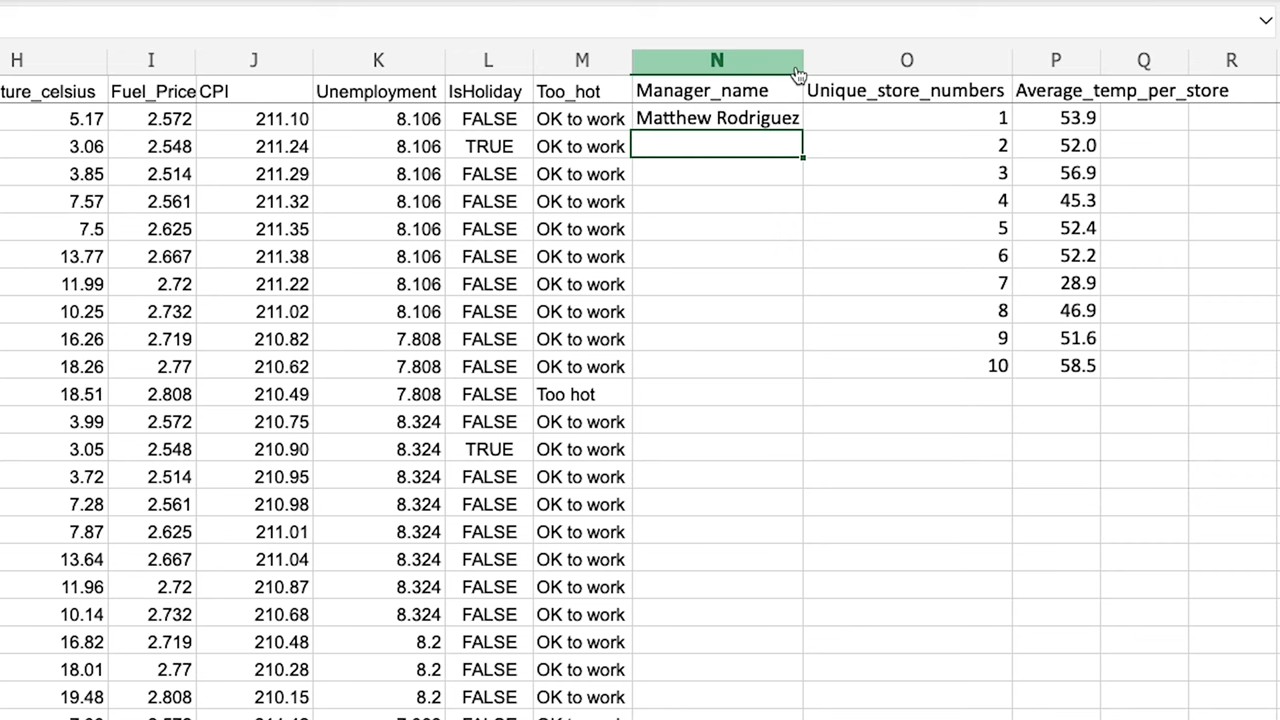 H I J K L M N O P Q R
ture_celsius Fuel_Price CPI Unemployment IsHoliday Too_hot Manager_name Unique_store_numbers Average_temp_per_store
5.17 2.572 211.10 8.106 FALSE OK to work Matthew Rodriguez 1 53.9
3.06 2.548 211.24 8.106 TRUE OK to work 2 52.0
3.85 2.514 211.29 8.106 FALSE OK to work 3 56.9
7.57 2.561 211.32 8.106 FALSE OK to work 4 45.3
7.5 2.625 211.35 8.106 FALSE OK to work 5 52.4
13.77 2.667 211.38 8.106 FALSE OK to work 6 52.2
11.99 2.72 211.22 8.106 FALSE OK to work 7 28.9
10.25 2.732 211.02 8.106 FALSE OK to work 8 46.9
16.26 2.719 210.82 7.808 FALSE OK to work 9 51.6
18.26 2.77 210.62 7.808 FALSE OK to work 10 58.5
18.51 2.808 210.49 7.808 FALSE Too hot
3.99 2.572 210.75 8.324 FALSE OK to work
3.05 2.548 210.90 8.324 TRUE OK to work
3.72 2.514 210.95 8.324 FALSE OK to work
7.28 2.561 210.98 8.324 FALSE OK to work
7.87 2.625 211.01 8.324 FALSE OK to work
13.64 2.667 211.04 8.324 FALSE OK to work
11.96 2.72 210.87 8.324 FALSE OK to work
10.14 2.732 210.68 8.324 FALSE OK to work
16.82 2.719 210.48 8.2 FALSE OK to work
18.01 2.77 210.28 8.2 FALSE OK to work
19.48 2.808 210.15 8.2 FALSE OK to work